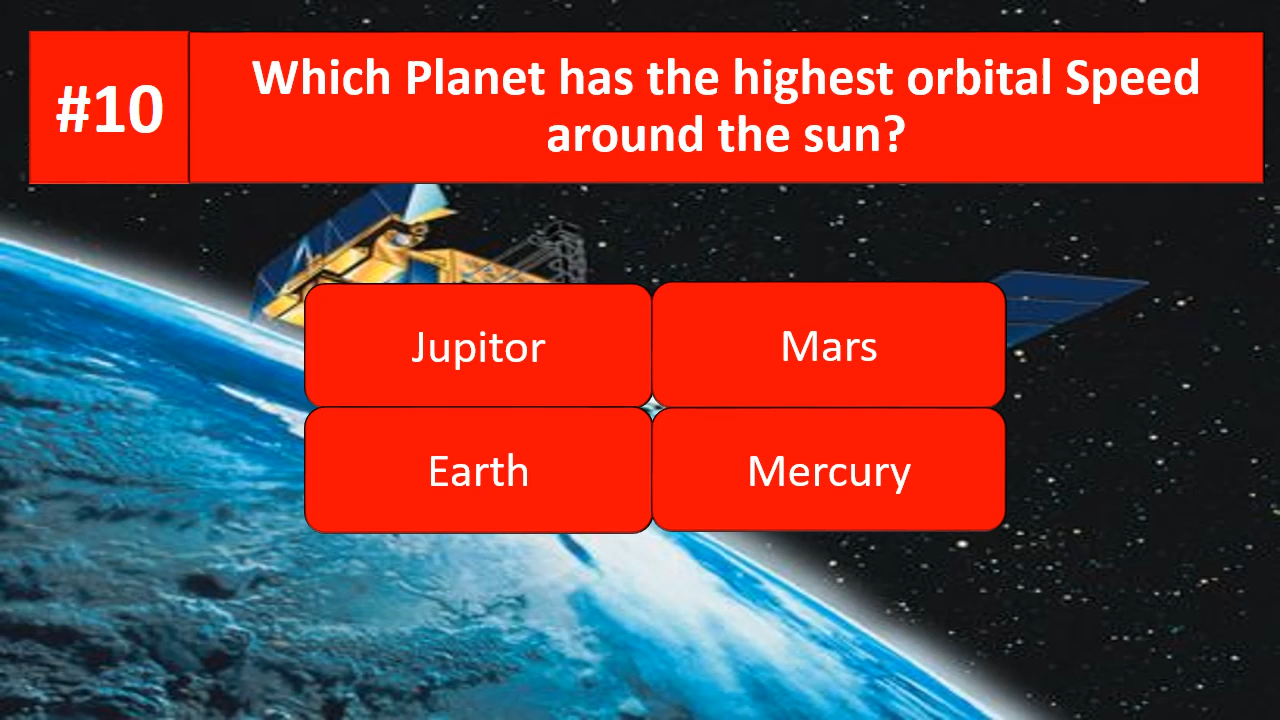 #10
Which Planet has the highest orbital Speed
around the sun?
Jupitor
Mars
Earth
Mercury